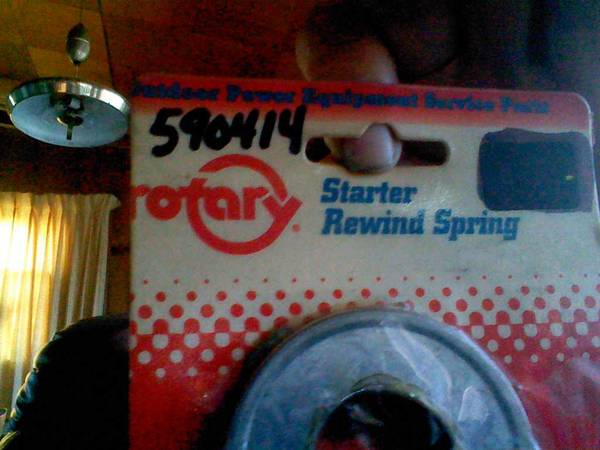 Outdoor Power Equipment Service Parts
590414
rotary®
Starter
Rewind Spring